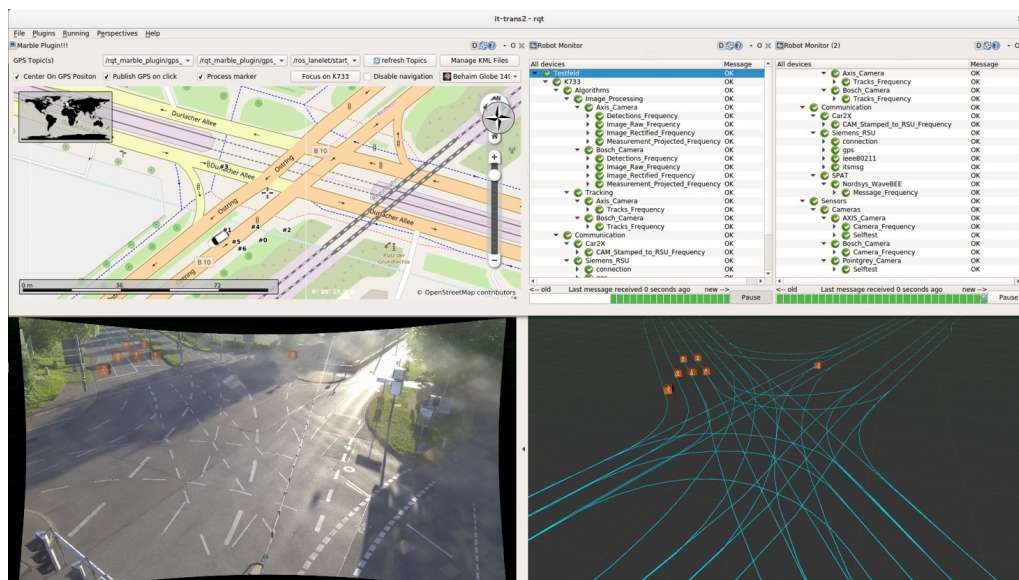 it-trans2 - rqt
File Plugins Running Perspectives Help
Marble Plugin!!!
GPS Topic(s)
/rqt_marble_plugin/gps_
/rqt_marble_plugin/gps_
/ros_lanelet/start_
refresh Topics
Manage KML Files
Center On GPS Positon
Publish GPS on click
Process marker
Focus on K733
Disable navigation
Behaim Globe 149
Durlacher Allee
B 10
Ostring
#3
Durlacher Allee
Ostring
Durlacher Allee
#1
#4
#2
#5
#0
#6
Platz der
Grundrechte
B 10
Ostring
0 m 36 72
© OpenStreetMap contributors
Robot Monitor
All devices Message
Testfeld OK
K733 OK
Algorithms OK
Image_Processing OK
Axis_Camera OK
Detections_Frequency OK
Image_Raw_Frequency OK
Image_Rectified_Frequency OK
Measurement_Projected_Frequency OK
Bosch_Camera OK
Detections_Frequency OK
Image_Raw_Frequency OK
Image_Rectified_Frequency OK
Measurement_Projected_Frequency OK
Tracking OK
Axis_Camera OK
Tracks_Frequency OK
Bosch_Camera OK
Tracks_Frequency OK
Communication OK
Car2X OK
CAM_Stamped_to_RSU_Frequency OK
Siemens_RSU OK
connection OK
<-- old Last message received 0 seconds ago new -->
Pause
Robot Monitor (2)
All devices Message
Axis_Camera OK
Tracks_Frequency OK
Bosch_Camera OK
Tracks_Frequency OK
Communication OK
Car2X OK
CAM_Stamped_to_RSU_Frequency OK
Siemens_RSU OK
connection OK
gps OK
ieee80211 OK
itsmsg OK
SPAT OK
Nordsys_WaveBEE OK
Message_Frequency OK
Sensors OK
Cameras OK
AXIS_Camera OK
Camera_Frequency OK
Selftest OK
Bosch_Camera OK
Camera_Frequency OK
Pointgrey_Camera OK
Selftest OK
<-- old Last message received 0 seconds ago new -->
Pause